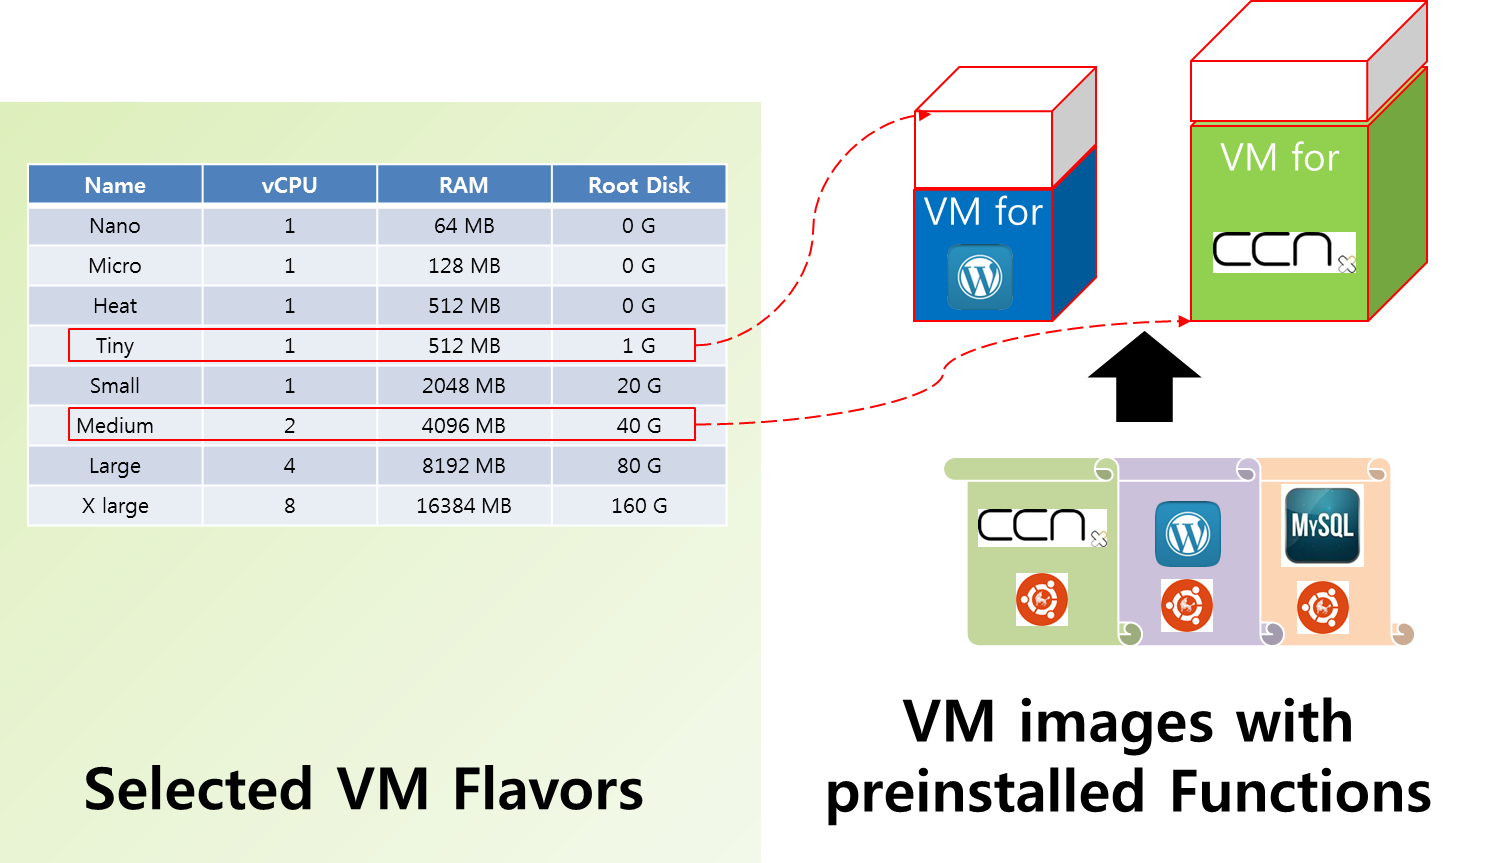 Name vCPU RAM Root Disk
Nano 1 64 MB 0 G
Micro 1 128 MB 0 G
Heat 1 512 MB 0 G
Tiny 1 512 MB 1 G
Small 1 2048 MB 20 G
Medium 2 4096 MB 40 G
Large 4 8192 MB 80 G
X large 8 16384 MB 160 G
Selected VM Flavors
VM for
W
VM for
CCNx
CCNx
W
MySQL
VM images with
preinstalled Functions